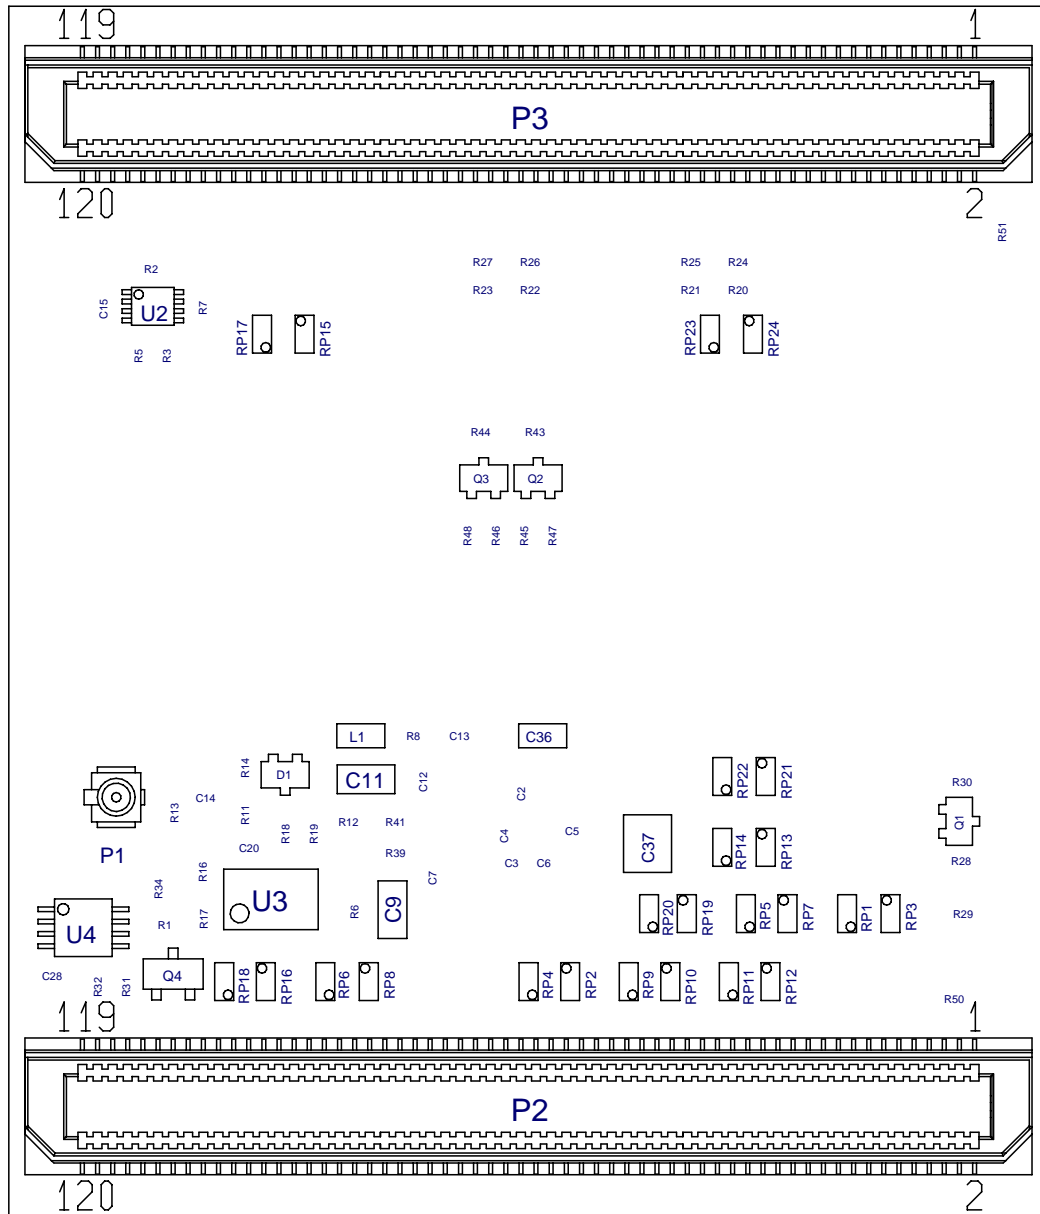 119 1
P3
120 2
R51
R27 R26 R25 R24
R2
R23 R22 R21 R20
C15 U2 R7
RP17 RP15 RP23 RP24
R5 R3
R44 R43
Q3 Q2
R48 R46 R45 R47
L1 R8 C13 C36
R14 D1 C11 C12 RP22 RP21 R30
C14 C2
R13 R11 R12 R41 C5 Q1
R18 R19 C4
P1 C20 R39 C37 RP14 RP13
C3 C6 R28
R16 C7
R34
U3 C9
R1 R17 R6 RP20 RP19 RP5 RP7 RP1 RP3 R29
U4
C28 Q4 RP18 RP16 RP6 RP8 RP4 RP2 RP9 RP10 RP11 RP12
R32 R31
R50
119 1
P2
120 2